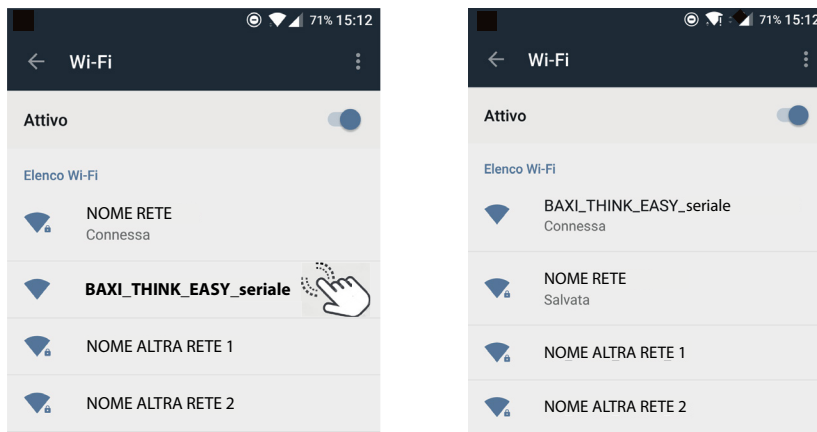 71% 15:12
Wi-Fi
Attivo
Elenco Wi-Fi
NOME RETE
Connessa
BAXI_THINK_EASY_seriale
NOME ALTRA RETE 1
NOME ALTRA RETE 2
71% 15:12
Wi-Fi
Attivo
Elenco Wi-Fi
BAXI_THINK_EASY_seriale
Connessa
NOME RETE
Salvata
NOME ALTRA RETE 1
NOME ALTRA RETE 2